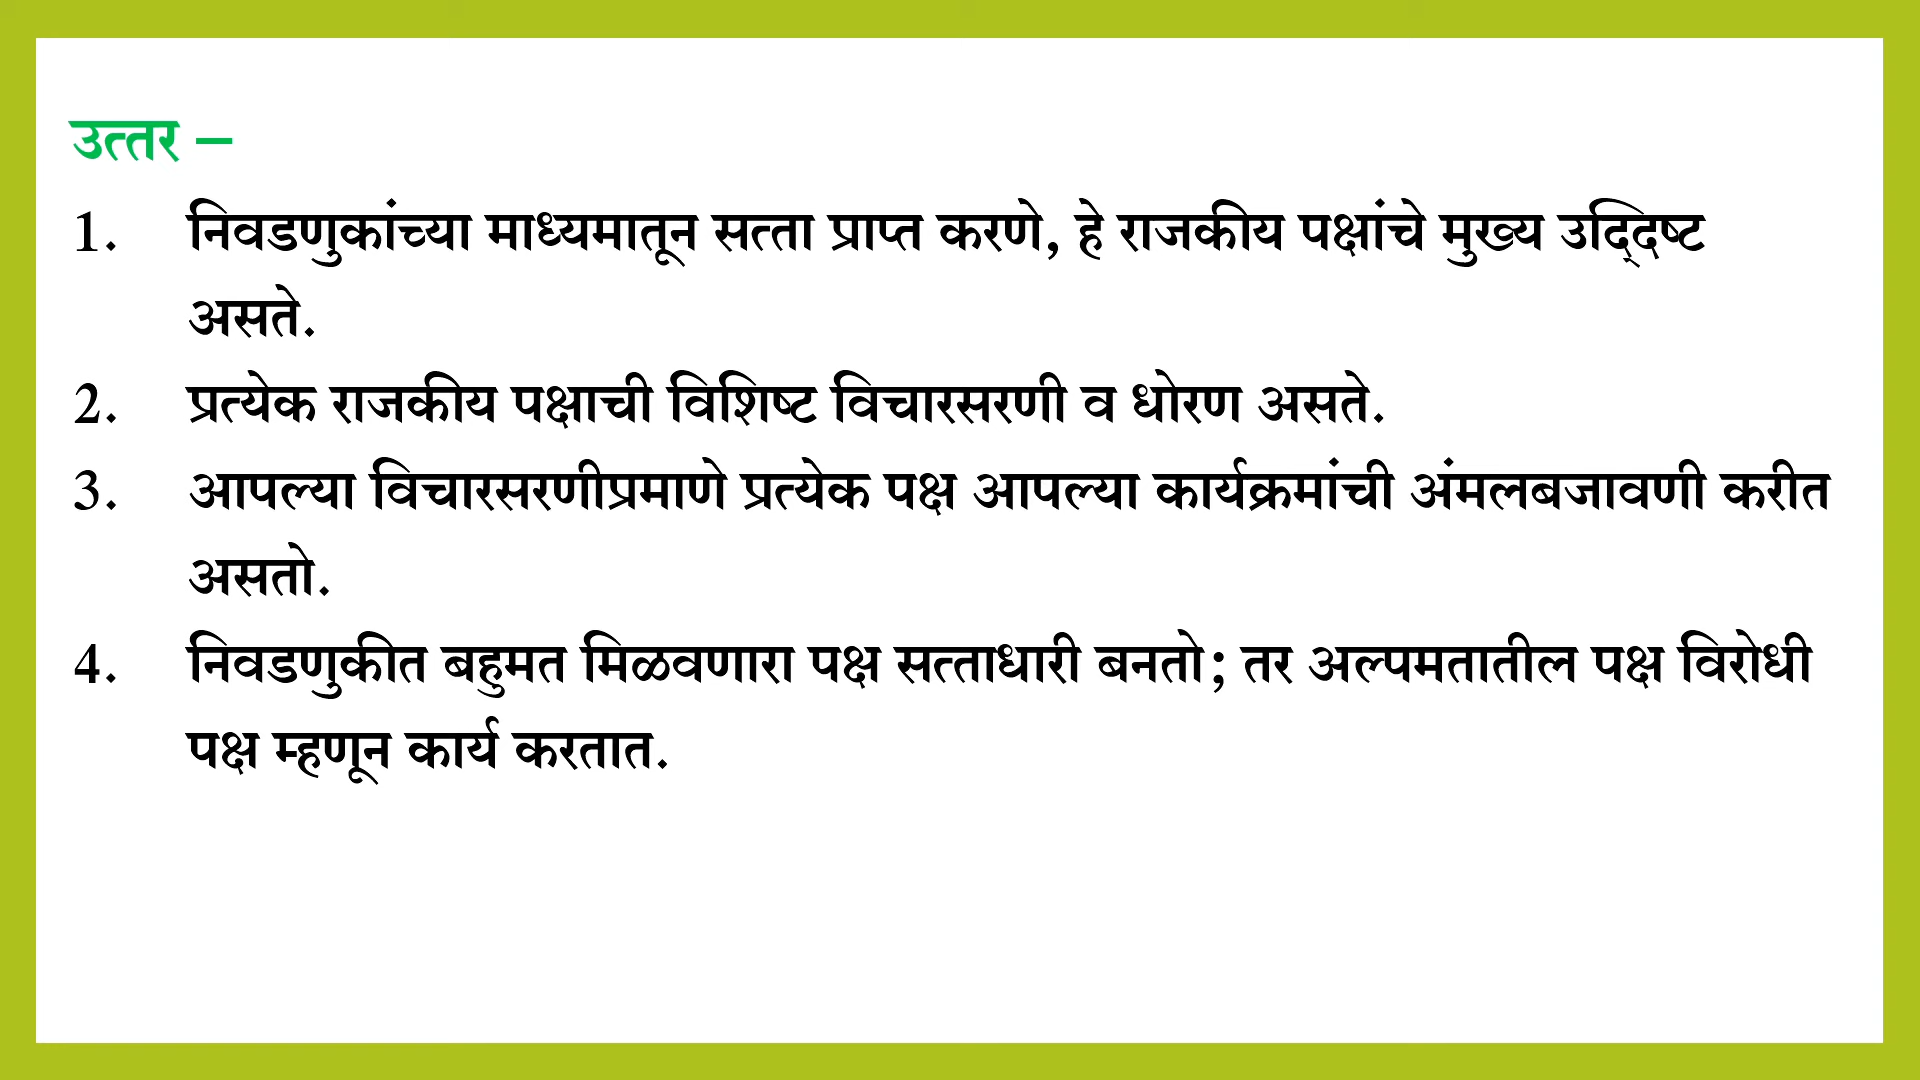 उत्तर –
1. निवडणुकांच्या माध्यमातून सत्ता प्राप्त करणे, हे राजकीय पक्षांचे मुख्य उद्दिष्ट
असते.
2. प्रत्येक राजकीय पक्षाची विशिष्ट विचारसरणी व धोरण असते.
3. आपल्या विचारसरणीप्रमाणे प्रत्येक पक्ष आपल्या कार्यक्रमांची अंमलबजावणी करीत
असतो.
4. निवडणुकीत बहुमत मिळवणारा पक्ष सत्ताधारी बनतो; तर अल्पमतातील पक्ष विरोधी
पक्ष म्हणून कार्य करतात.